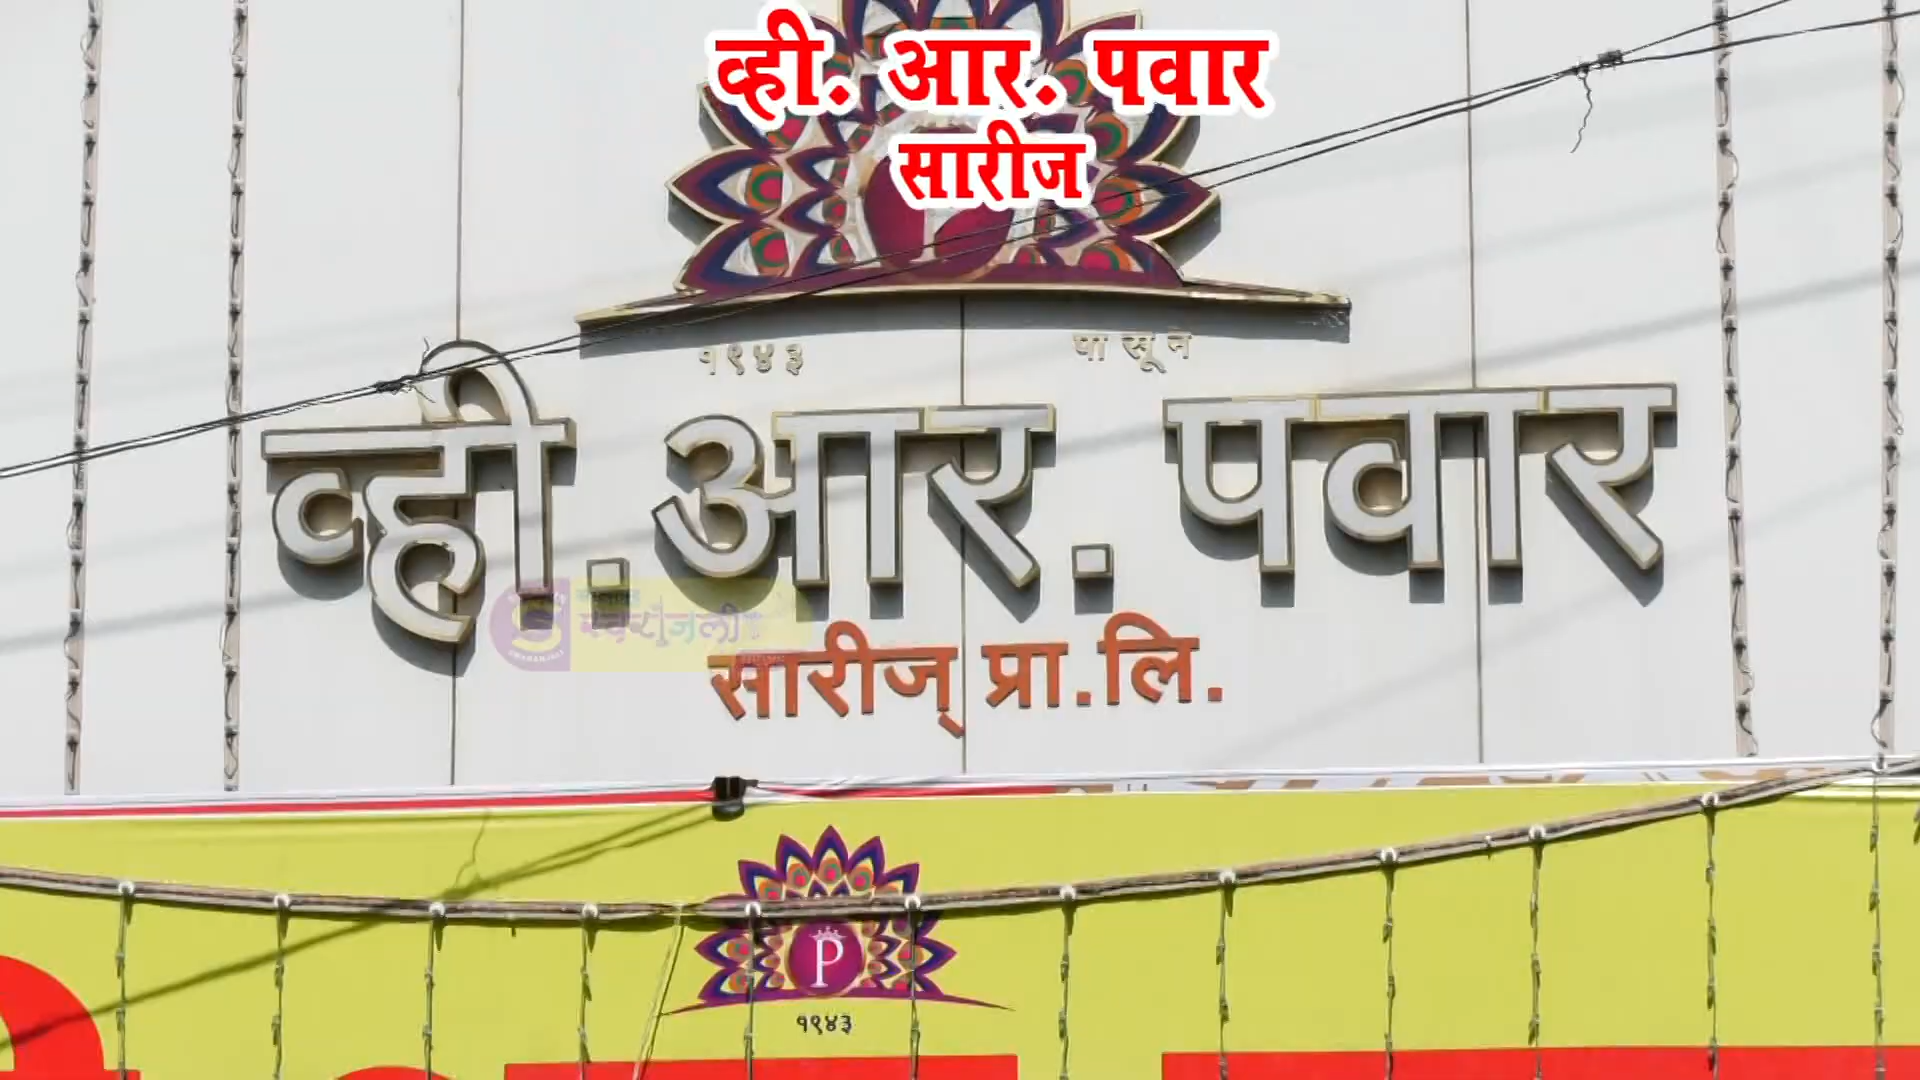 व्ही. आर. पवार
सारीज
१९४३ पासून
व्ही. आर. पवार
सारीज् प्रा.लि.
P
१९४३